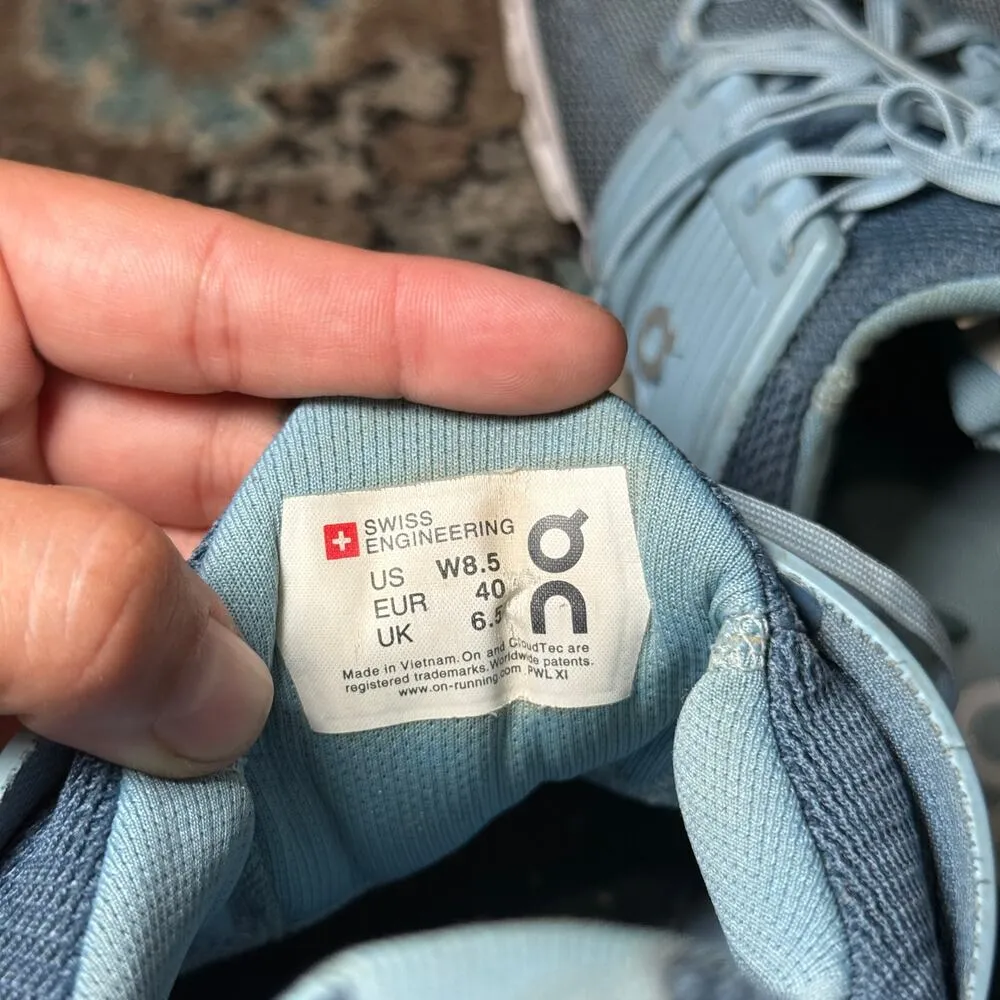 SWISS
ENGINEERING
US W8.5
EUR 40
UK 6.5
On
Made in Vietnam. On and CloudTec are
registered trademarks. Worldwide patents.
www.on-running.com PWL XI